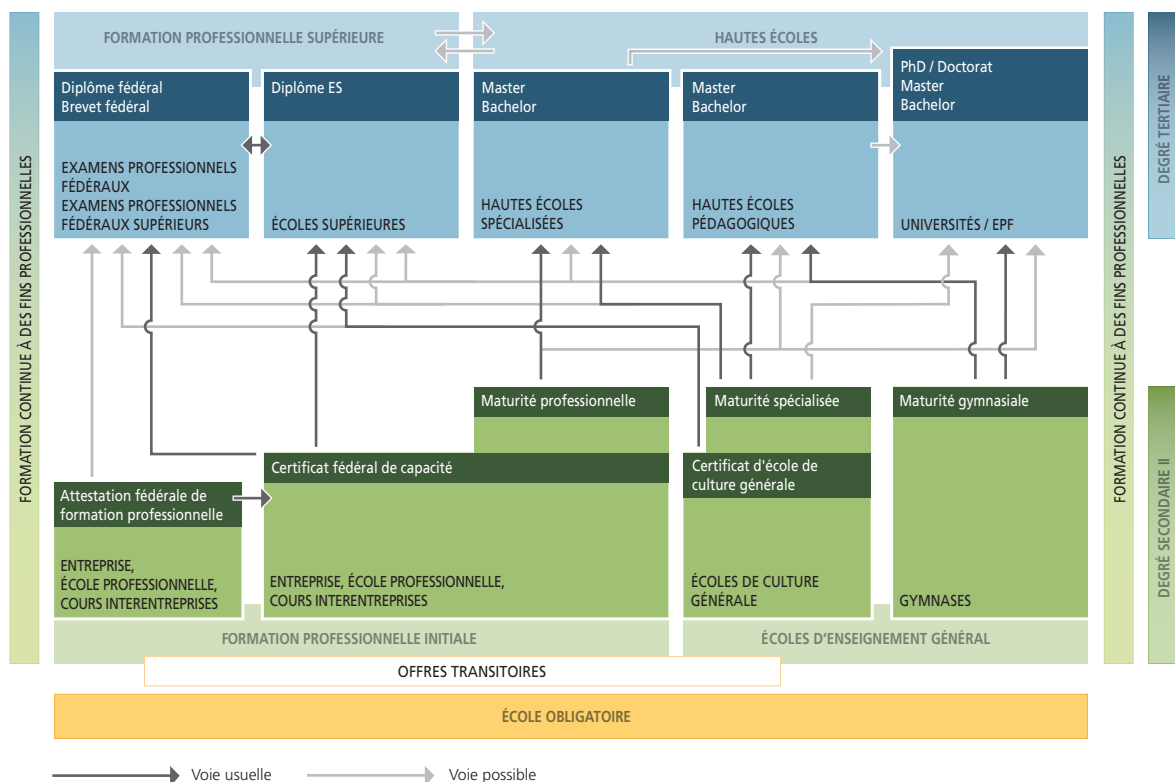 FORMATION CONTINUE À DES FINS PROFESSIONNELLES
FORMATION PROFESSIONNELLE SUPÉRIEURE
HAUTES ÉCOLES
Diplôme fédéral
Brevet fédéral
EXAMENS PROFESSIONNELS
FÉDÉRAUX
EXAMENS PROFESSIONNELS
FÉDÉRAUX SUPÉRIEURS
Diplôme ES
ÉCOLES SUPÉRIEURES
Master
Bachelor
HAUTES ÉCOLES
SPÉCIALISÉES
Master
Bachelor
HAUTES ÉCOLES
PÉDAGOGIQUES
PhD / Doctorat
Master
Bachelor
UNIVERSITÉS / EPF
FORMATION CONTINUE À DES FINS PROFESSIONNELLES
DEGRÉ TERTIAIRE
Maturité professionnelle
Maturité spécialisée
Maturité gymnasiale
Certificat fédéral de capacité
Certificat d'école de
culture générale
Attestation fédérale de
formation professionnelle
ENTREPRISE,
ÉCOLE PROFESSIONNELLE,
COURS INTERENTREPRISES
ENTREPRISE, ÉCOLE PROFESSIONNELLE,
COURS INTERENTREPRISES
ÉCOLES DE CULTURE
GÉNÉRALE
GYMNASES
DEGRÉ SECONDAIRE II
FORMATION PROFESSIONNELLE INITIALE
ÉCOLES D'ENSEIGNEMENT GÉNÉRAL
OFFRES TRANSITOIRES
ÉCOLE OBLIGATOIRE
Voie usuelle
Voie possible